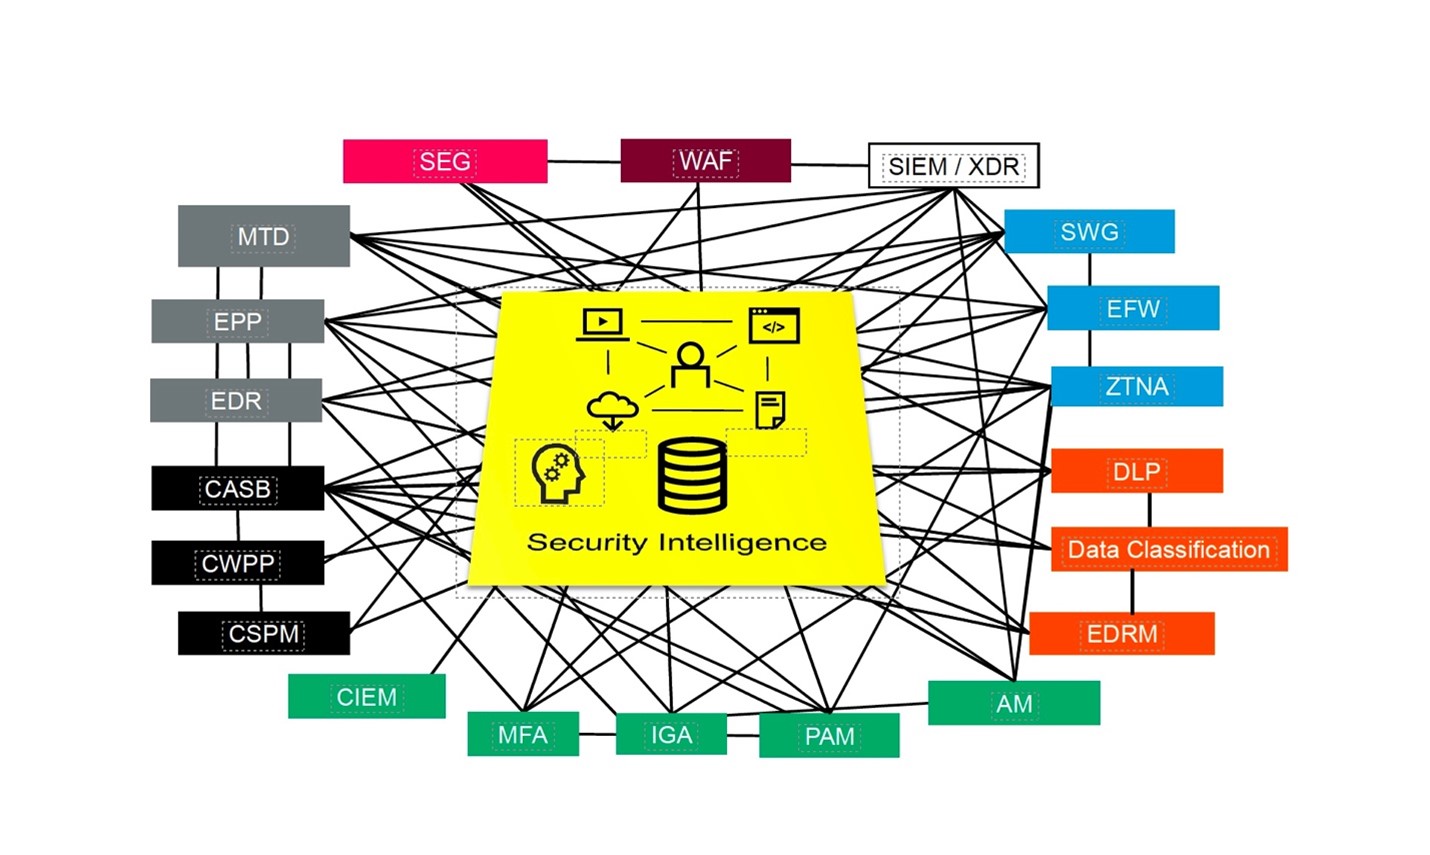 SEG
WAF
SIEM / XDR
MTD
SWG
EPP
EFW
EDR
ZTNA
</>
CASB
DLP
Security Intelligence
CWPP
Data Classification
CSPM
EDRM
CIEM
AM
MFA
IGA
PAM